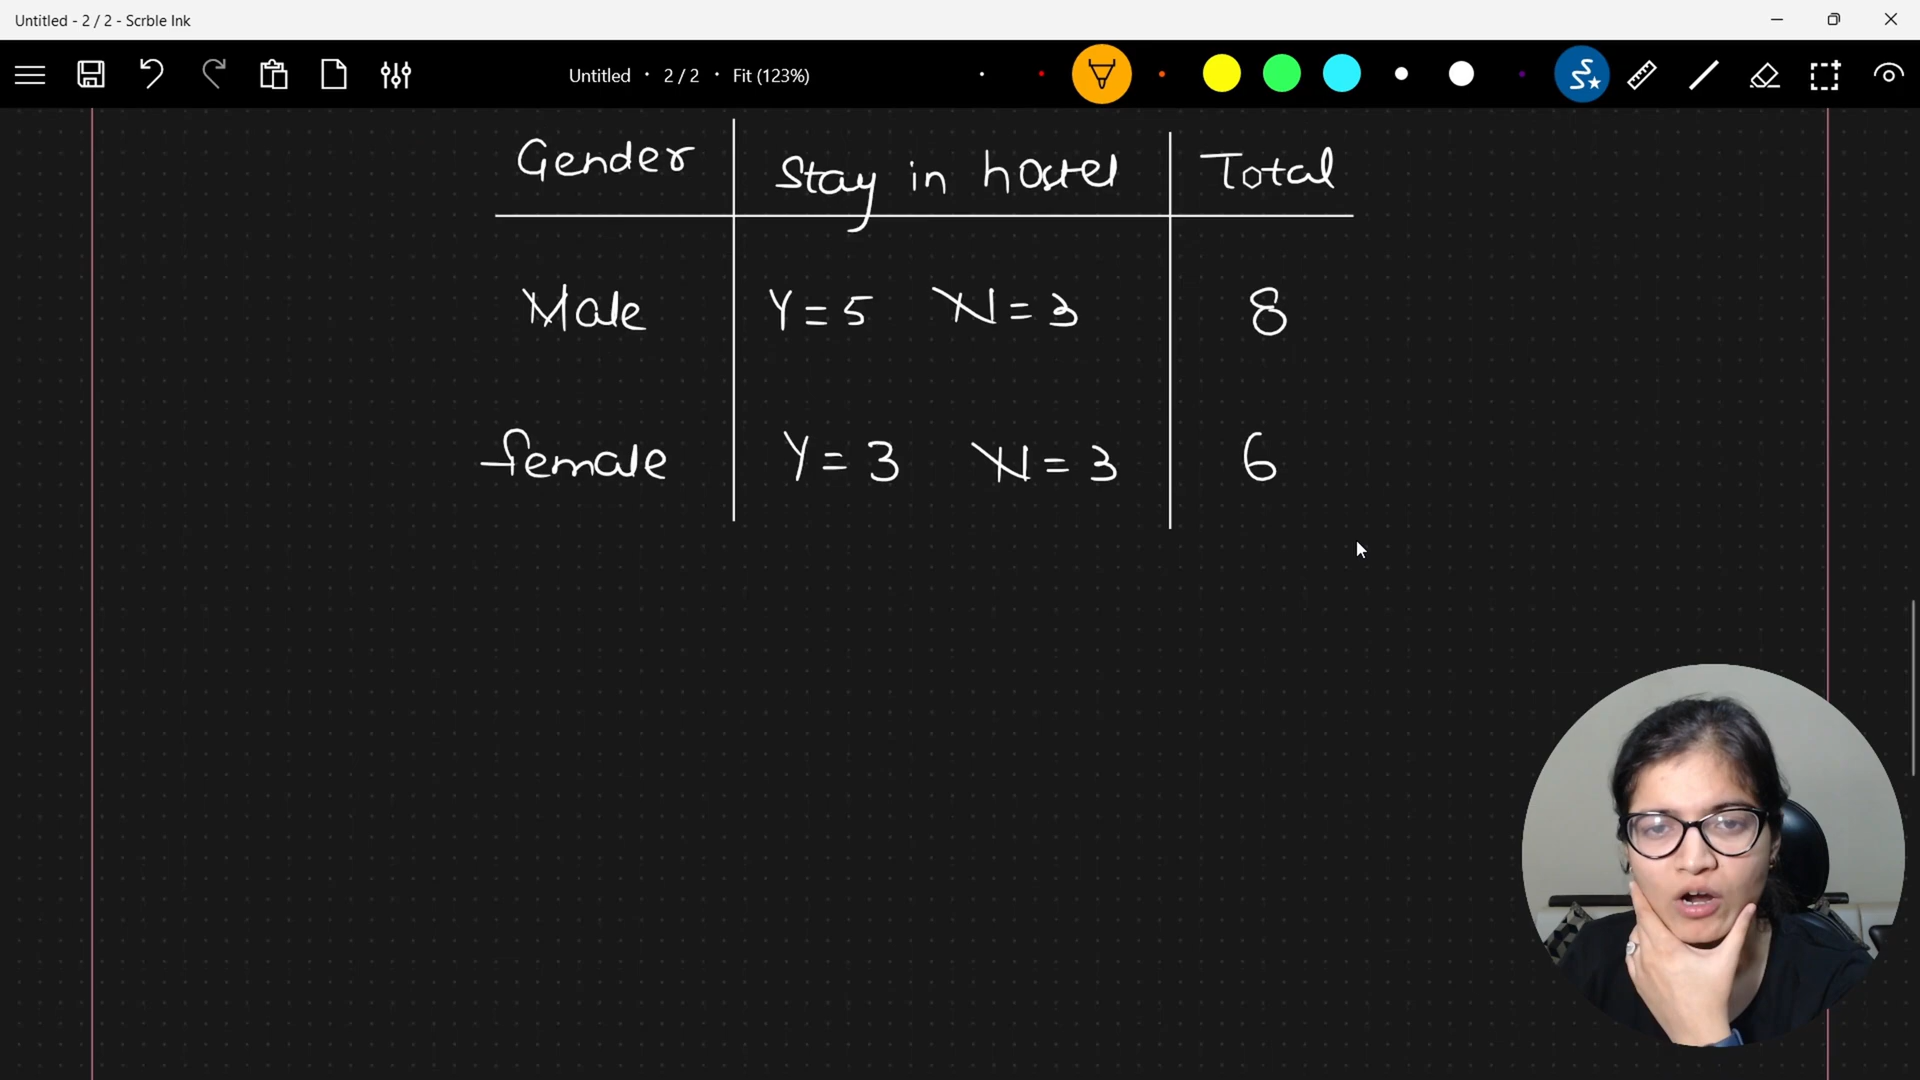 Untitled - 2 / 2 - Scrble Ink
Untitled • 2 / 2 • Fit (123%)
Gender Stay in hostel Total
Male Y = 5 N = 3 8
female Y = 3 N = 3 6